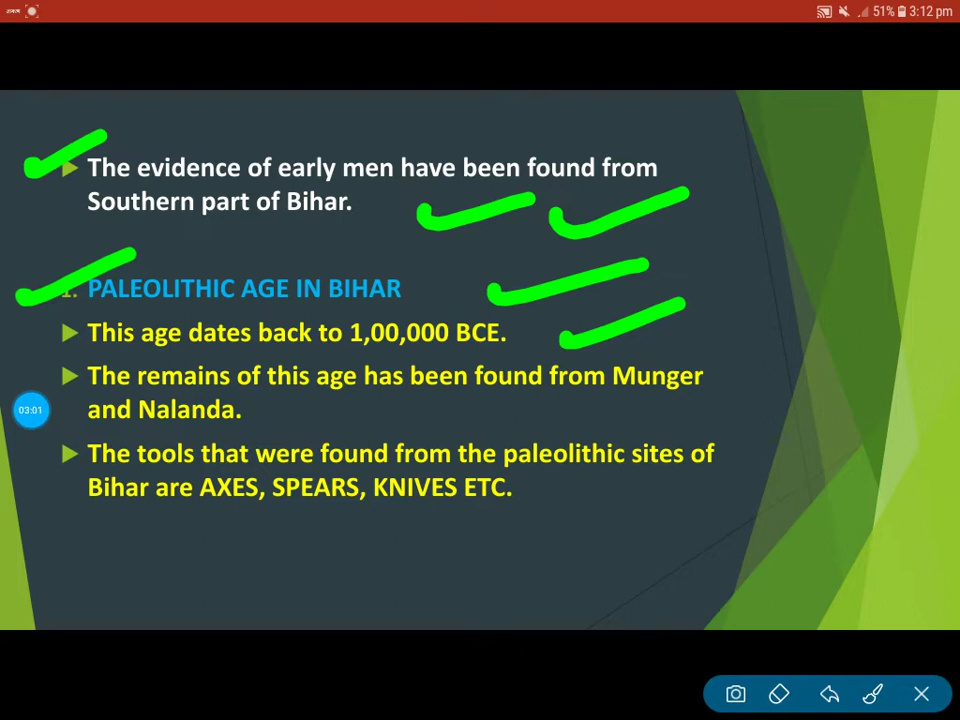 51% 3:12 pm
The evidence of early men have been found from
Southern part of Bihar.
1. PALEOLITHIC AGE IN BIHAR
This age dates back to 1,00,000 BCE.
The remains of this age has been found from Munger
and Nalanda.
03:01
The tools that were found from the paleolithic sites of
Bihar are AXES, SPEARS, KNIVES ETC.